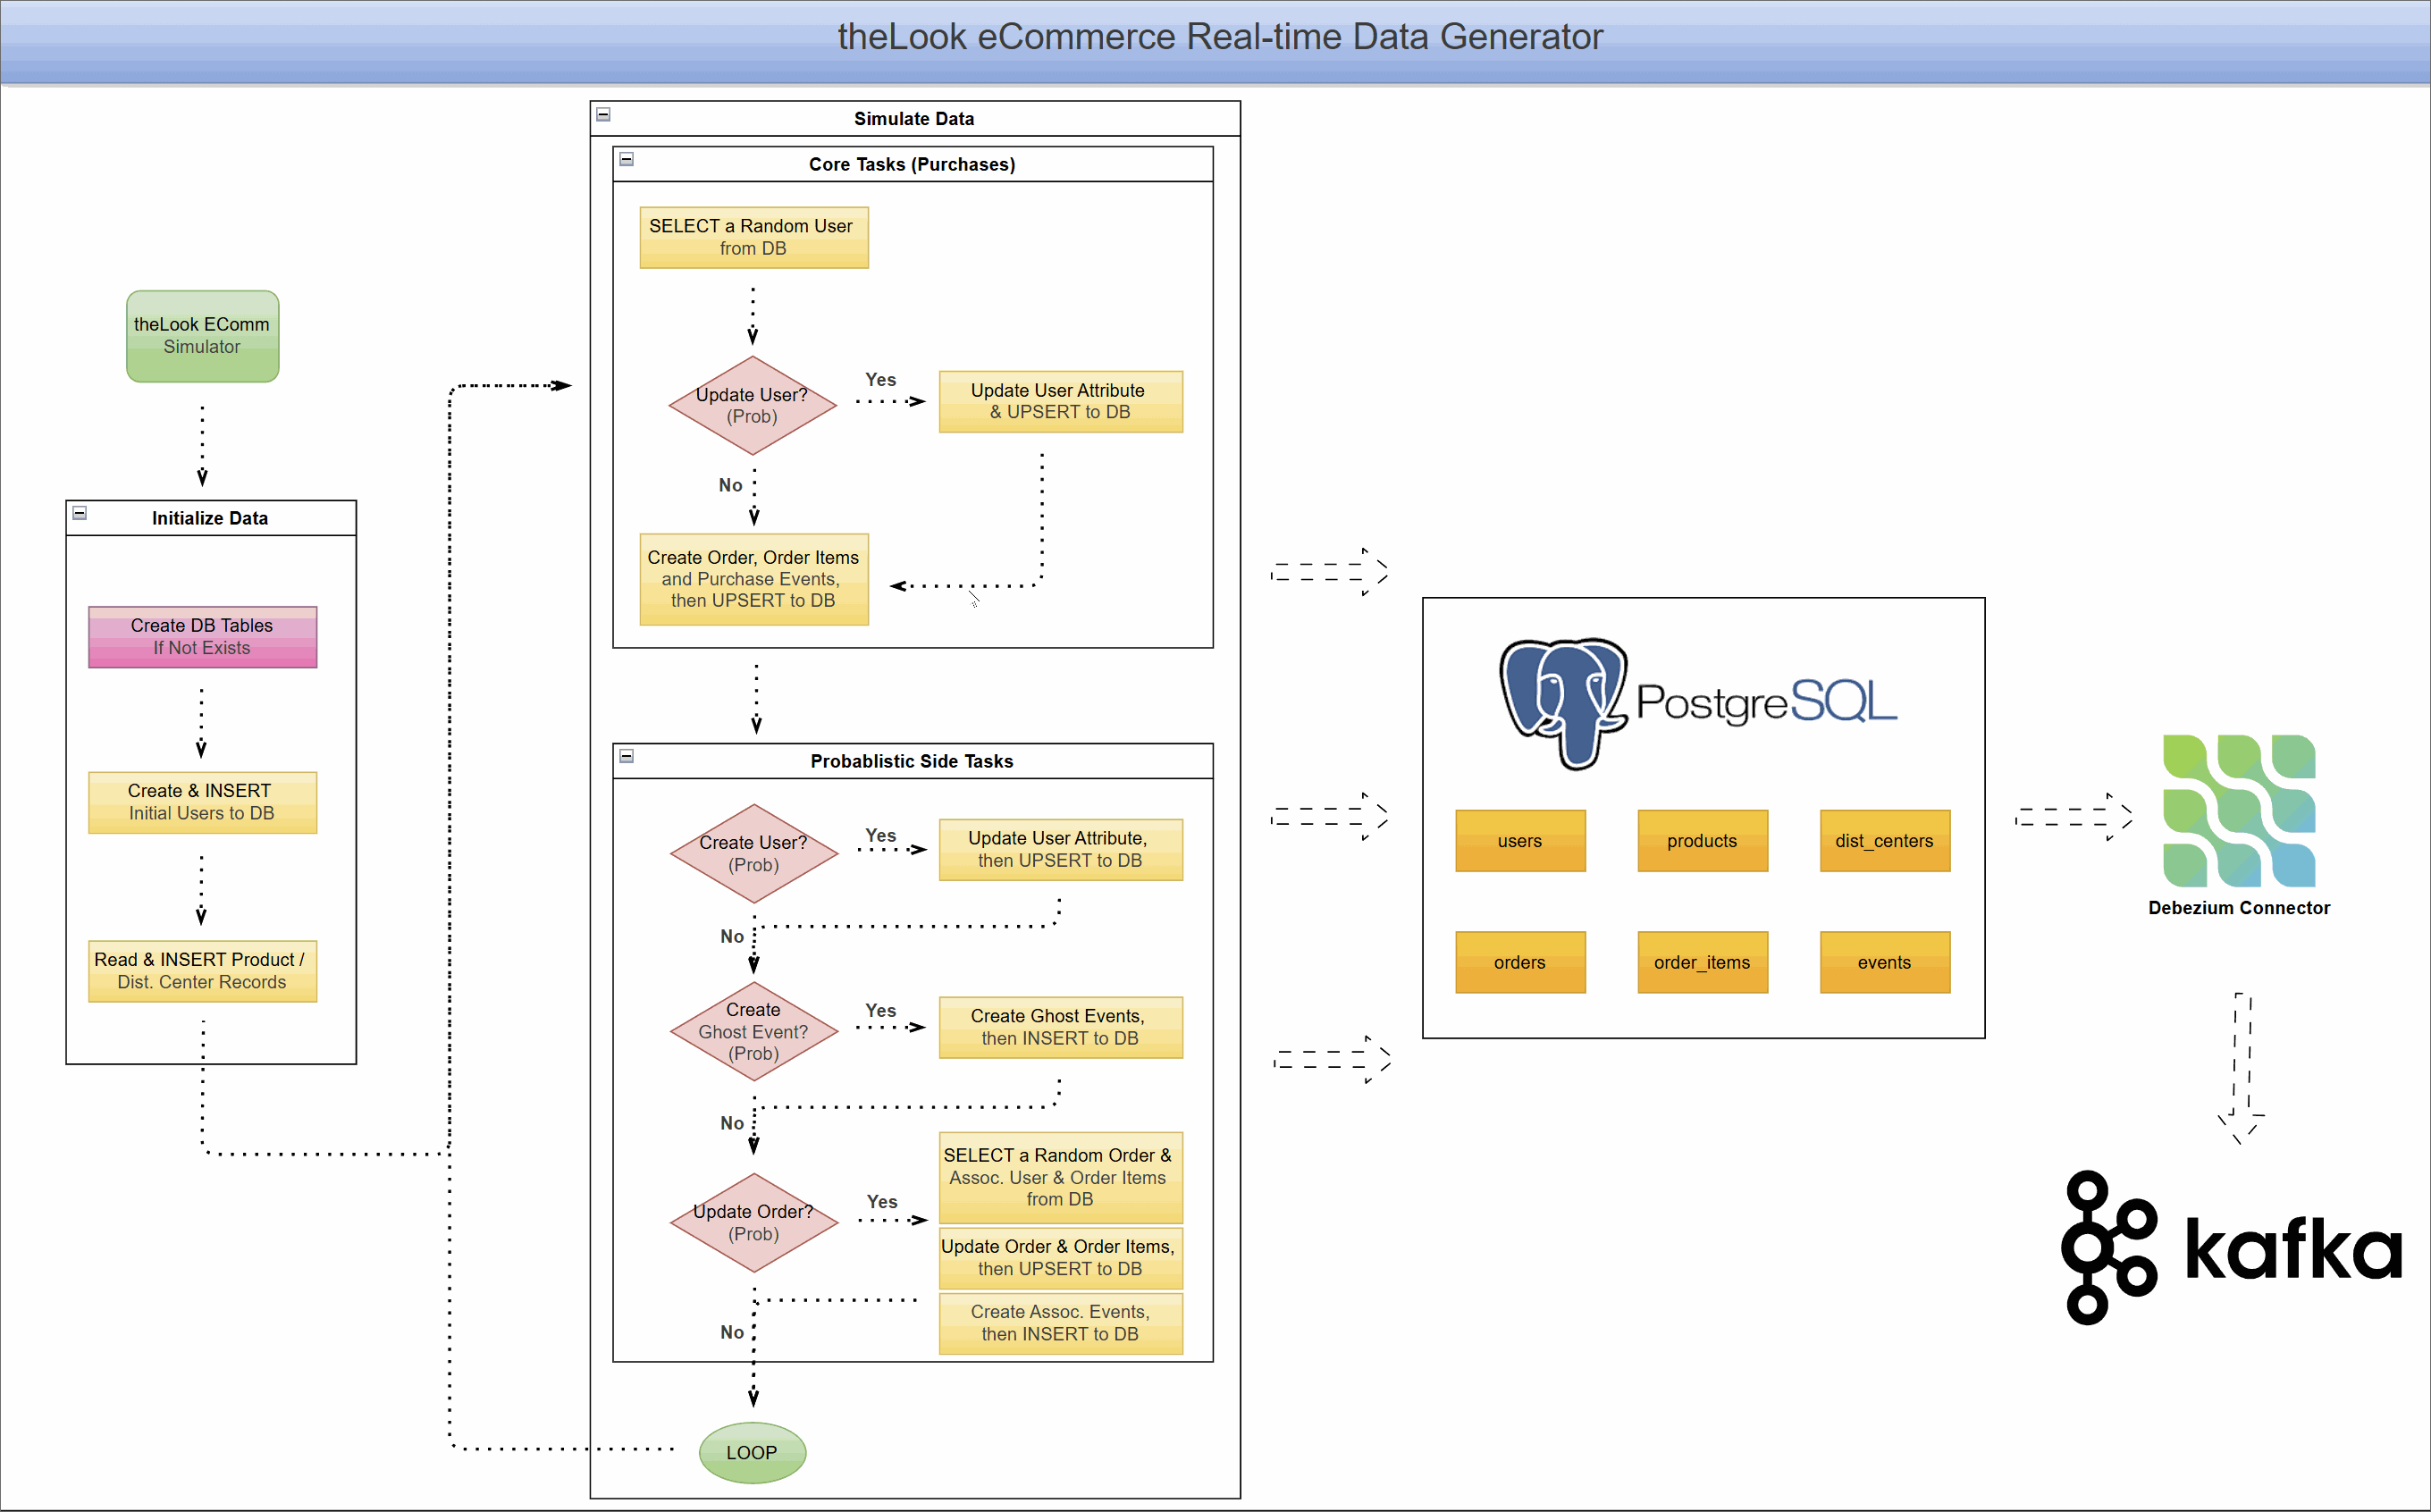 theLook eCommerce Real-time Data Generator
theLook EComm
Simulator
Initialize Data
Create DB Tables
If Not Exists
Create & INSERT
Initial Users to DB
Read & INSERT Product /
Dist. Center Records
Simulate Data
Core Tasks (Purchases)
SELECT a Random User
from DB
Update User?
(Prob)
Yes
Update User Attribute
& UPSERT to DB
No
Create Order, Order Items
and Purchase Events,
then UPSERT to DB
Probablistic Side Tasks
Create User?
(Prob)
Yes
Update User Attribute,
then UPSERT to DB
No
Create
Ghost Event?
(Prob)
Yes
Create Ghost Events,
then INSERT to DB
No
Update Order?
(Prob)
Yes
SELECT a Random Order &
Assoc. User & Order Items
from DB
Update Order & Order Items,
then UPSERT to DB
Create Assoc. Events,
then INSERT to DB
No
LOOP
PostgreSQL
users
products
dist_centers
orders
order_items
events
Debezium Connector
kafka